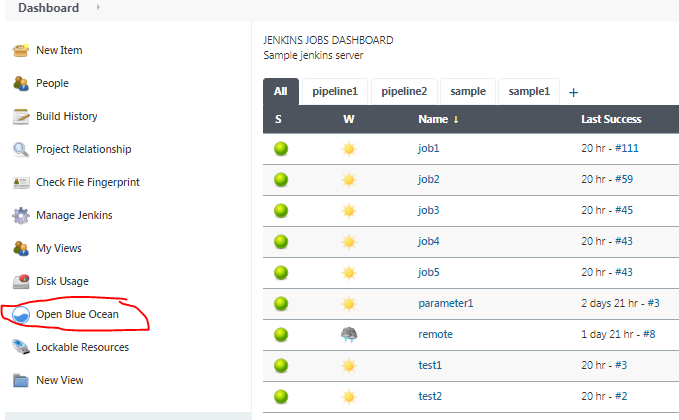 Dashboard
New Item
People
Build History
Project Relationship
Check File Fingerprint
Manage Jenkins
My Views
Disk Usage
Open Blue Ocean
Lockable Resources
New View
JENKINS JOBS DASHBOARD
Sample jenkins server
All pipeline1 pipeline2 sample sample1 +
S W Name ↓ Last Success
job1 20 hr - #111
job2 20 hr - #59
job3 20 hr - #45
job4 20 hr - #43
job5 20 hr - #43
parameter1 2 days 21 hr - #3
remote 1 day 21 hr - #8
test1 20 hr - #3
test2 20 hr - #2